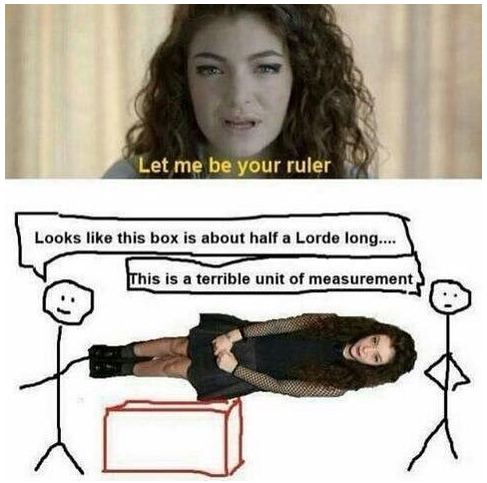 Let me be your ruler
Looks like this box is about half a Lorde long....
This is a terrible unit of measurement